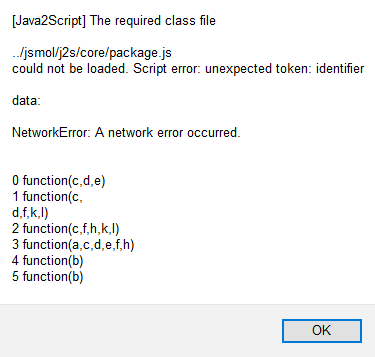 [Java2Script] The required class file
../jsmol/j2s/core/package.js
could not be loaded. Script error: unexpected token: identifier
data:
NetworkError: A network error occurred.
0 function(c,d,e)
1 function(c,
d,f,k,l)
2 function(c,f,h,k,l)
3 function(a,c,d,e,f,h)
4 function(b)
5 function(b)
OK